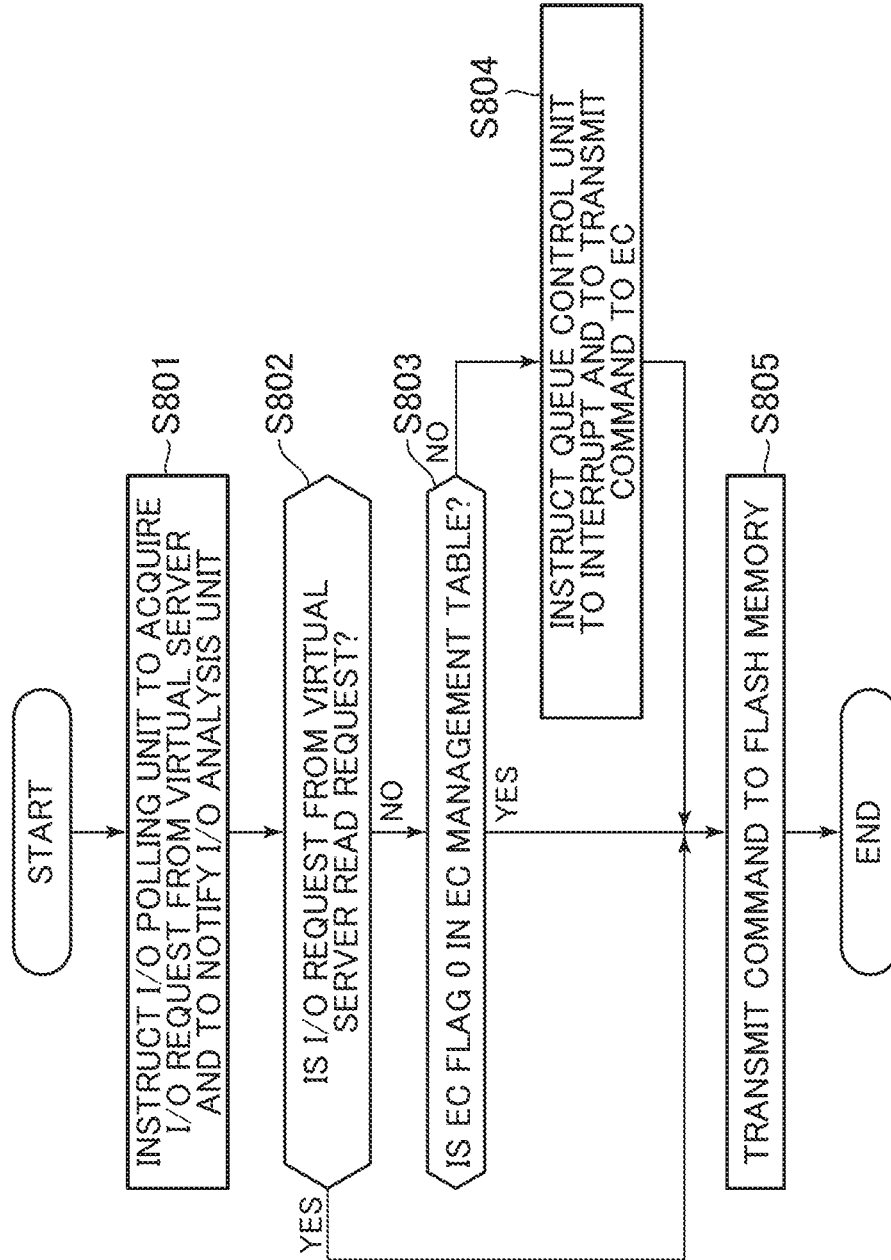 START
INSTRUCT I/O POLLING UNIT TO ACQUIRE
I/O REQUEST FROM VIRTUAL SERVER
AND TO NOTIFY I/O ANALYSIS UNIT
S801
IS I/O REQUEST FROM VIRTUAL
SERVER READ REQUEST?
S802
YES
NO
IS EC FLAG 0 IN EC MANAGEMENT TABLE?
S803
NO
YES
INSTRUCT QUEUE CONTROL UNIT
TO INTERRUPT AND TO TRANSMIT
COMMAND TO EC
S804
TRANSMIT COMMAND TO FLASH MEMORY
S805
END